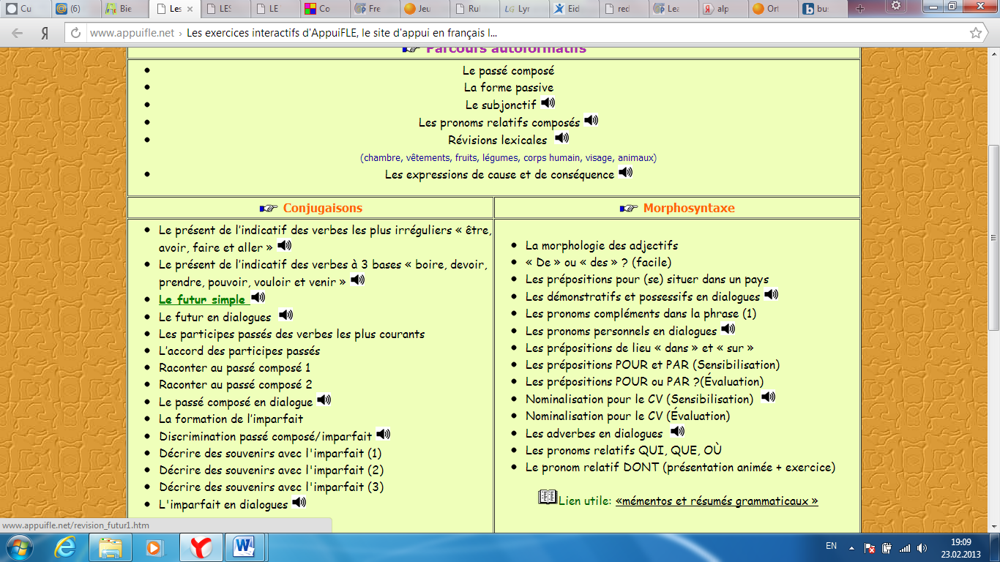 Cu
(6)
Bie
Les
LES
LE
Co
Fre
Jeu
Rul
Lyr
Eid
red
Lea
alp
Ort
bu
www.appuifle.net › Les exercices interactifs d'AppuiFLE, le site d'appui en français l...
Parcours autoformatifs
Le passé composé
La forme passive
Le subjonctif
Les pronoms relatifs composés
Révisions lexicales
(chambre, vêtements, fruits, légumes, corps humain, visage, animaux)
Les expressions de cause et de conséquence
Conjugaisons
Le présent de l'indicatif des verbes les plus irréguliers « être,
avoir, faire et aller »
Le présent de l'indicatif des verbes à 3 bases « boire, devoir,
prendre, pouvoir, vouloir et venir »
Le futur simple
Le futur en dialogues
Les participes passés des verbes les plus courants
L'accord des participes passés
Raconter au passé composé 1
Raconter au passé composé 2
Le passé composé en dialogue
La formation de l'imparfait
Discrimination passé composé/imparfait
Décrire des souvenirs avec l'imparfait (1)
Décrire des souvenirs avec l'imparfait (2)
Décrire des souvenirs avec l'imparfait (3)
L'imparfait en dialogues
Morphosyntaxe
La morphologie des adjectifs
« De » ou « des » ? (facile)
Les prépositions pour (se) situer dans un pays
Les démonstratifs et possessifs en dialogues
Les pronoms compléments dans la phrase (1)
Les pronoms personnels en dialogues
Les prépositions de lieu « dans » et « sur »
Les prépositions POUR et PAR (Sensibilisation)
Les prépositions POUR ou PAR ?(Évaluation)
Nominalisation pour le CV (Sensibilisation)
Nominalisation pour le CV (Évaluation)
Les adverbes en dialogues
Les pronoms relatifs QUI, QUE, OÙ
Le pronom relatif DONT (présentation animée + exercice)
Lien utile: «mémentos et résumés grammaticaux »
www.appuifle.net/revision_futur1.htm
EN
19:09
23.02.2013